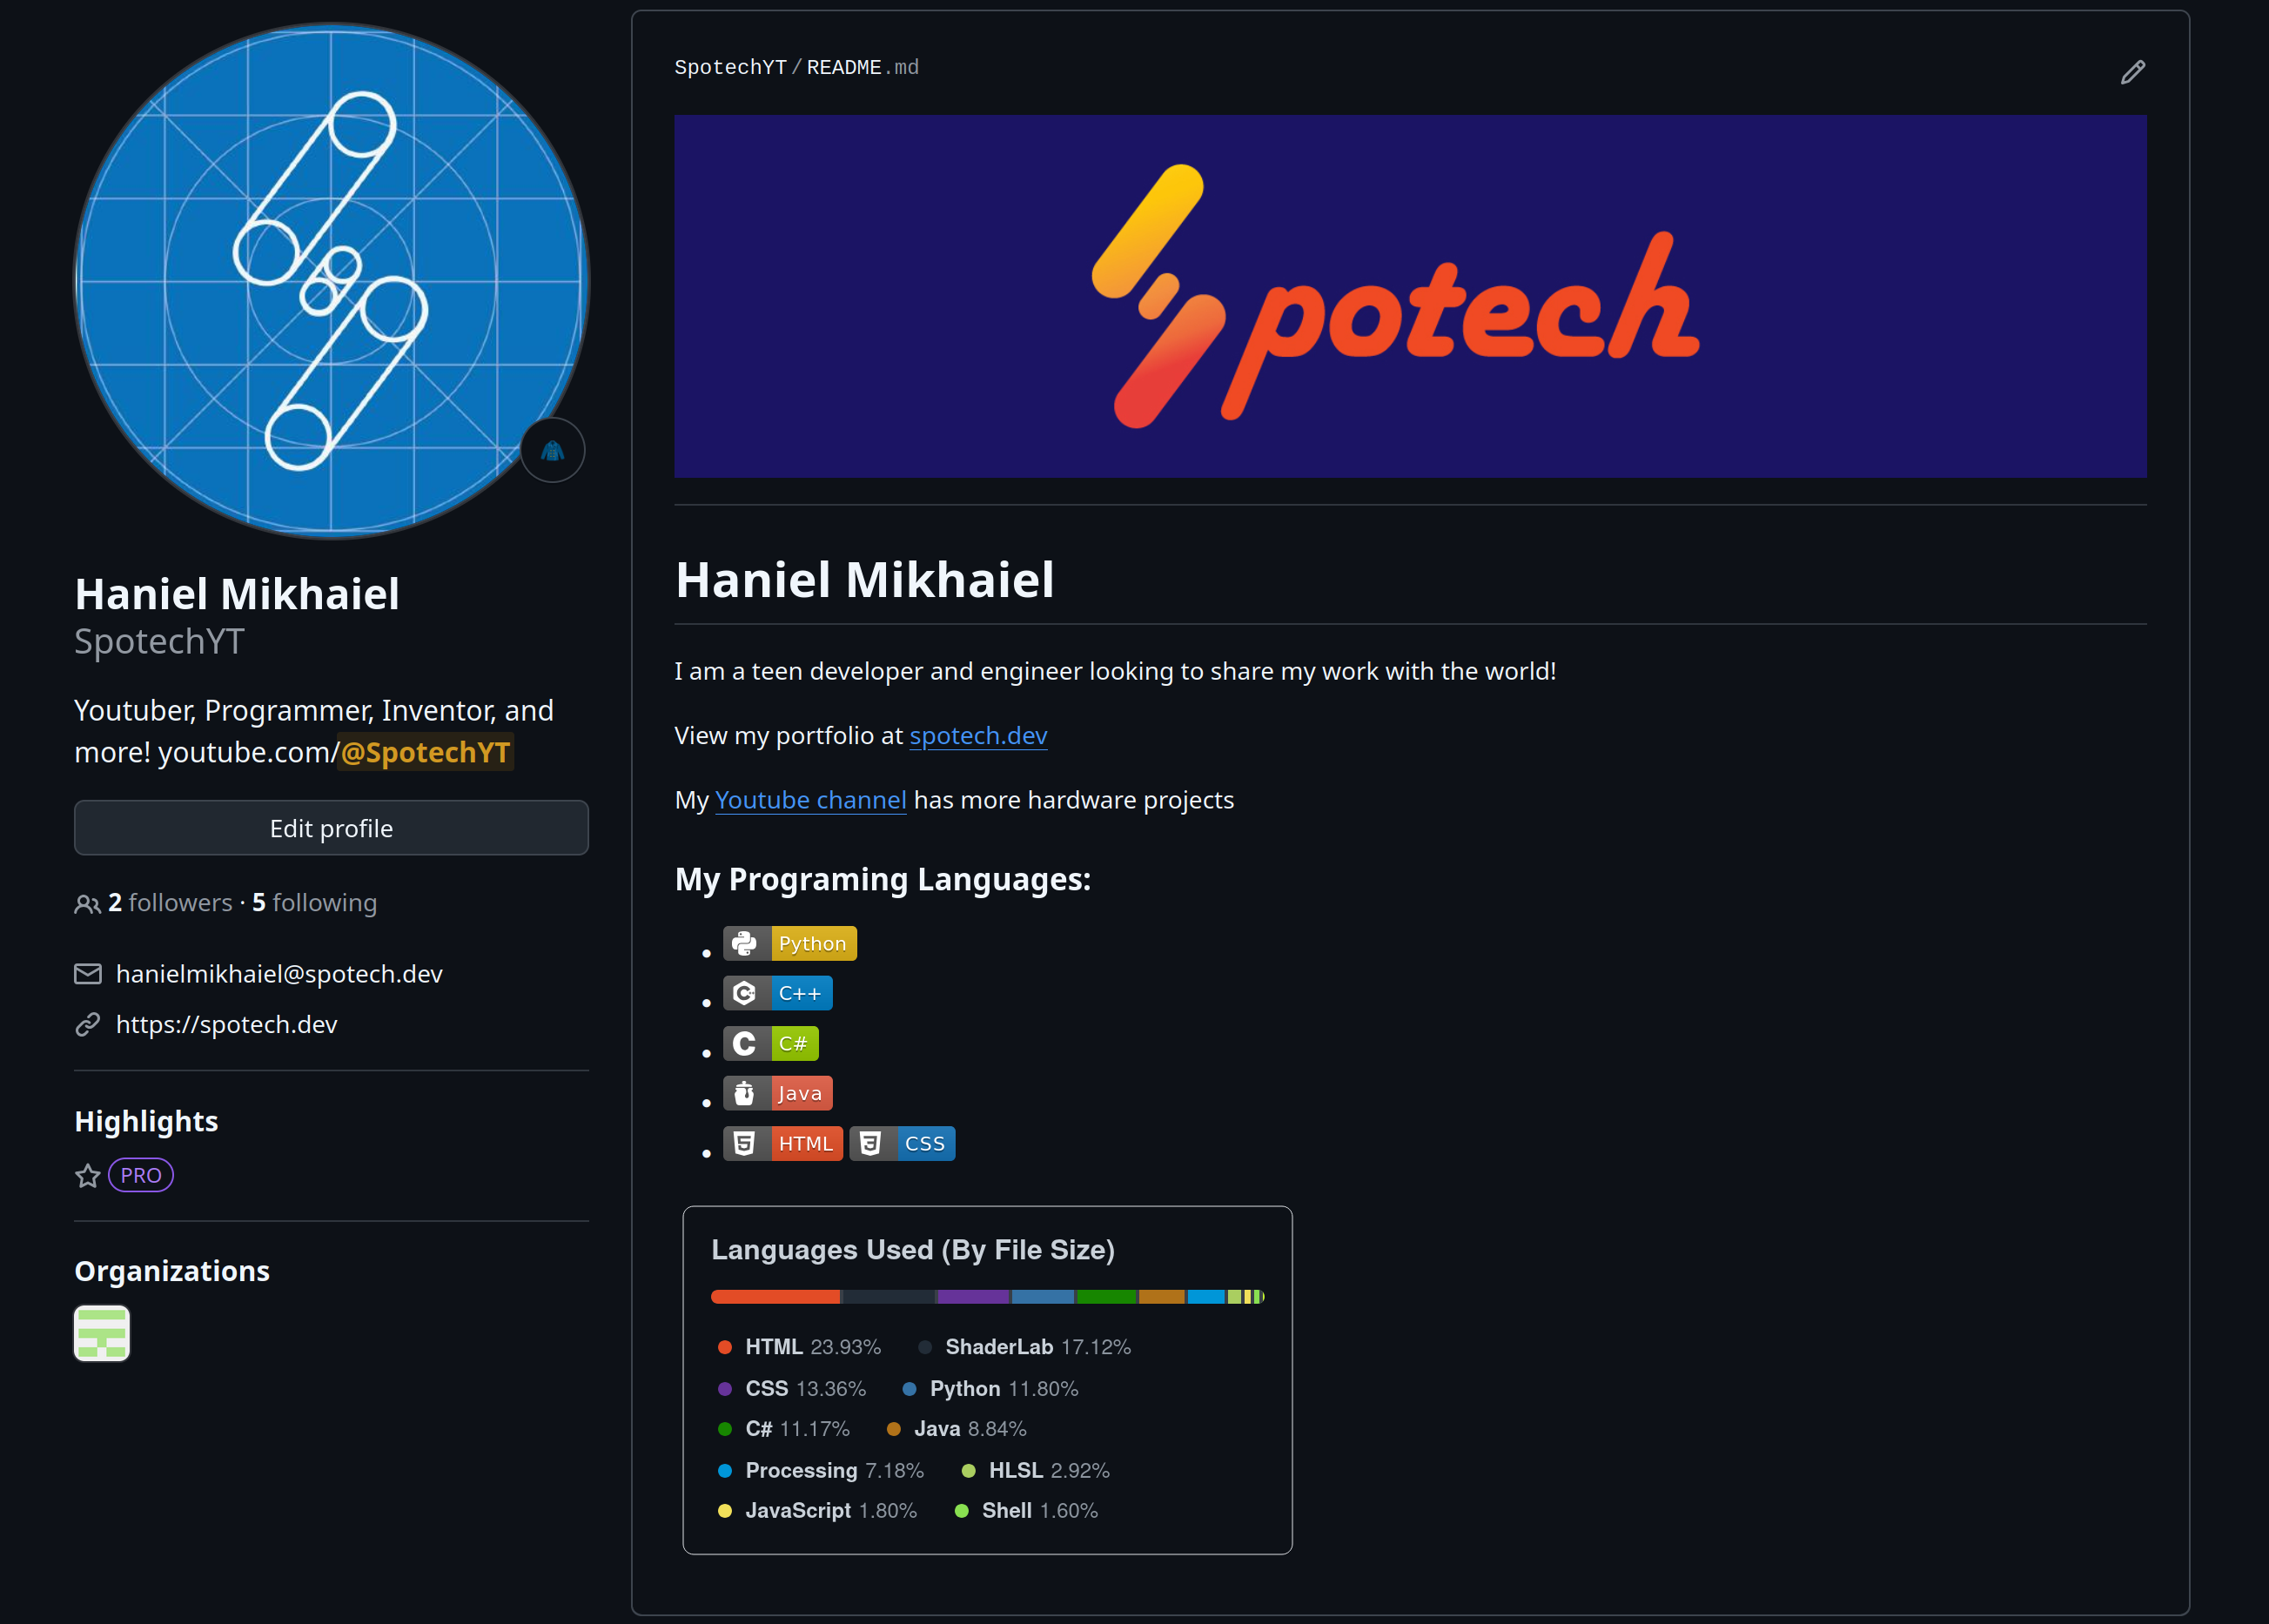 Haniel Mikhaiel
SpotechYT
Youtuber, Programmer, Inventor, and
more! youtube.com/@SpotechYT
Edit profile
2 followers · 5 following
hanielmikhaiel@spotech.dev
https://spotech.dev
Highlights
PRO
Organizations
SpotechYT/README.md
potech
Haniel Mikhaiel
I am a teen developer and engineer looking to share my work with the world!
View my portfolio at spotech.dev
My Youtube channel has more hardware projects
My Programing Languages:
Python
C++
C#
Java
HTML CSS
Languages Used (By File Size)
HTML 23.93% ShaderLab 17.12%
CSS 13.36% Python 11.80%
C# 11.17% Java 8.84%
Processing 7.18% HLSL 2.92%
JavaScript 1.80% Shell 1.60%